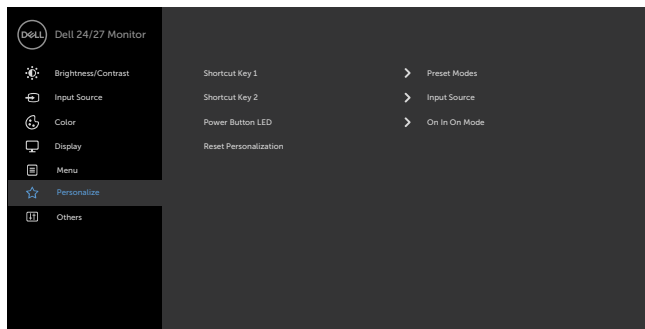 DELL Dell 24/27 Monitor
Brightness/Contrast Shortcut Key 1 Preset Modes
Input Source Shortcut Key 2 Input Source
Color Power Button LED On In On Mode
Display Reset Personalization
Menu
Personalize
Others